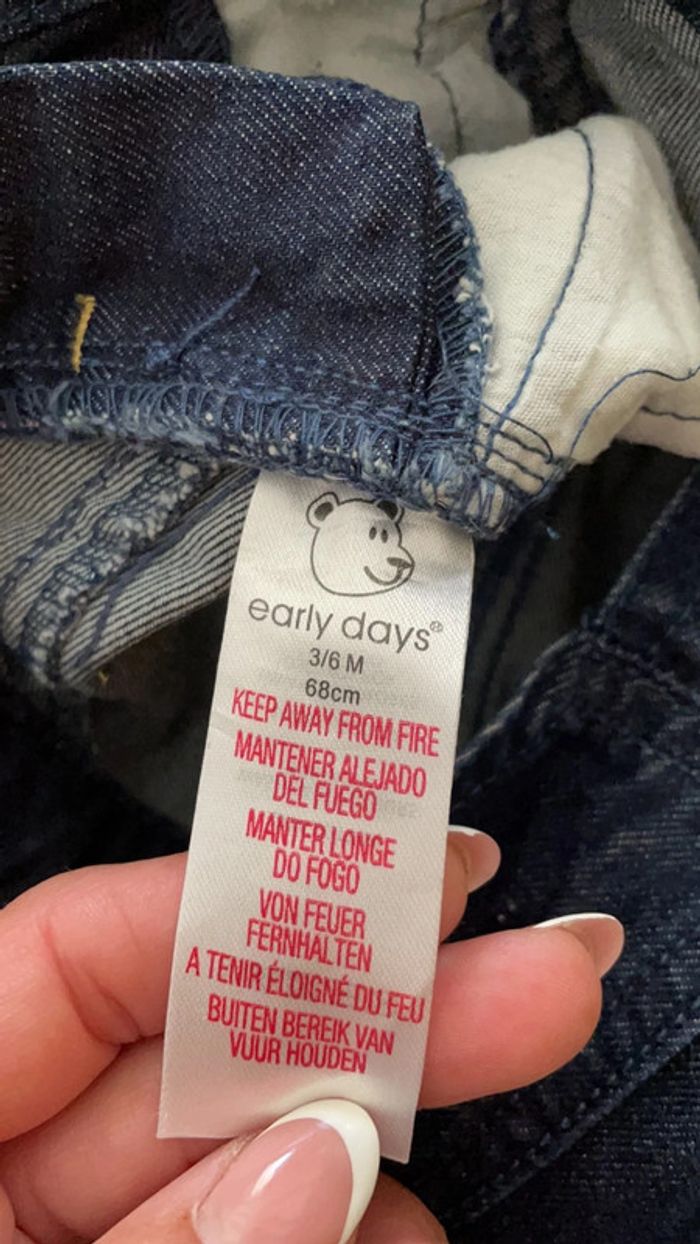 early days®
3/6 M
68cm
KEEP AWAY FROM FIRE
MANTENER ALEJADO
DEL FUEGO
MANTER LONGE
DO FOGO
VON FEUER
FERNHALTEN
A TENIR ÉLOIGNÉ DU FEU
BUITEN BEREIK VAN
VUUR HOUDEN